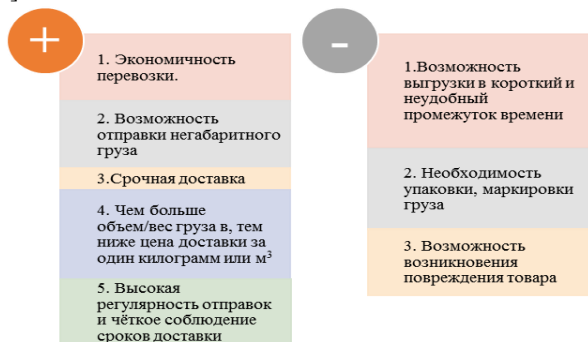 +
1. Экономичность
перевозки.
2. Возможность
отправки негабаритного
груза
3.Срочная доставка
4. Чем больше
объем/вес груза в, тем
ниже цена доставки за
один килограмм или м³
5. Высокая
регулярность отправок
и чёткое соблюдение
сроков доставки
-
1.Возможность
выгрузки в короткий и
неудобный
промежуток времени
2. Необходимость
упаковки, маркировки
груза
3. Возможность
возникновения
повреждения товара